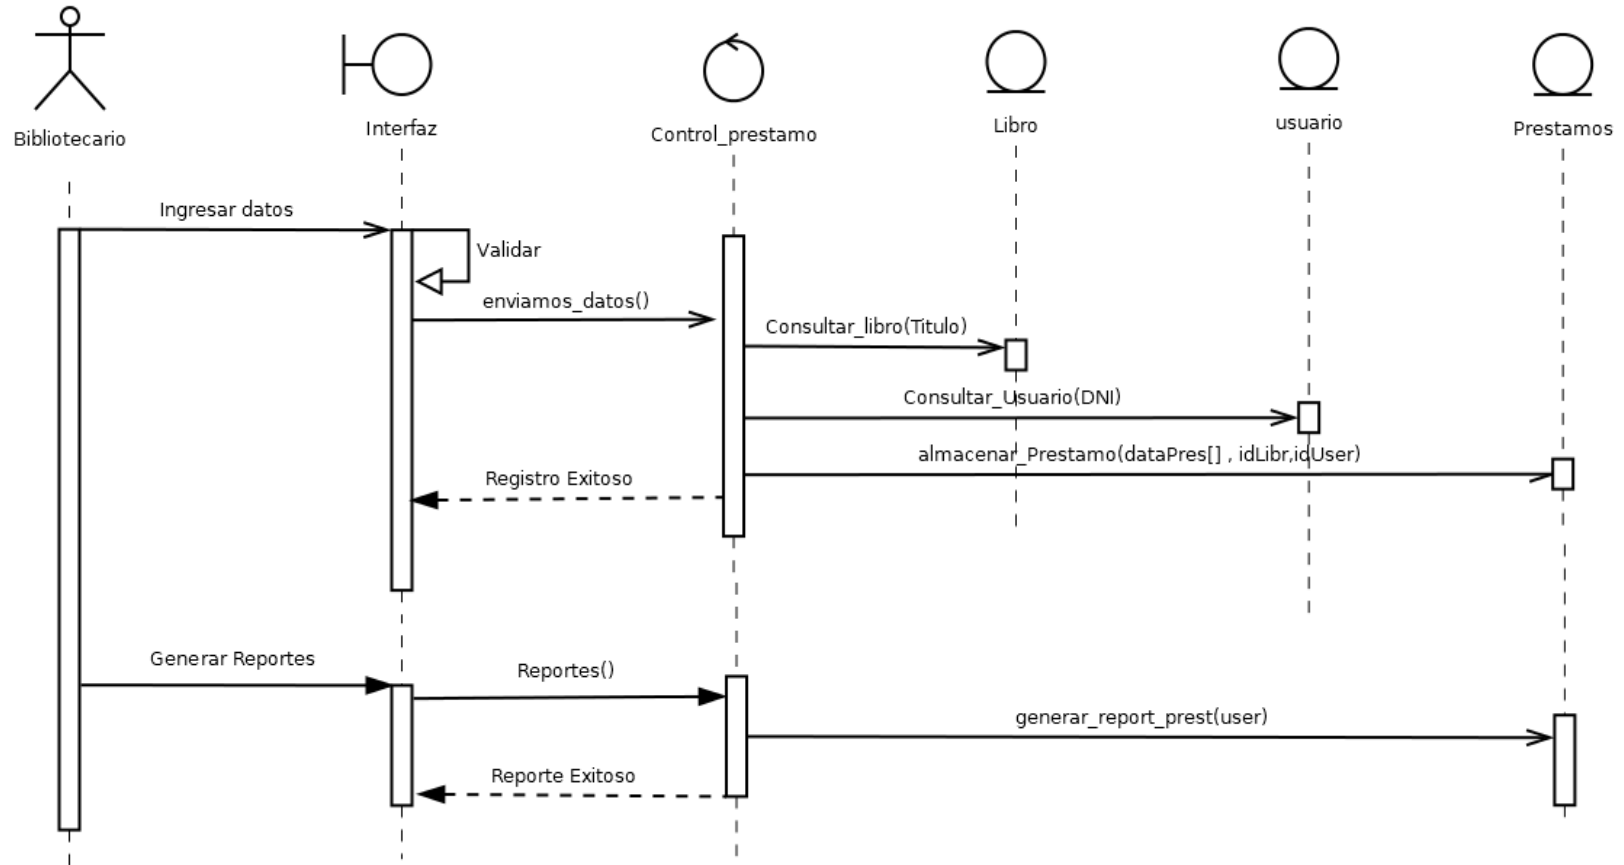 Bibliotecario
Interfaz
Control_prestamo
Libro
usuario
Prestamos
Ingresar datos
Validar
enviamos_datos()
Consultar_libro(Titulo)
Consultar_Usuario(DNI)
almacenar_Prestamo(dataPres[] , idLibr,idUser)
Registro Exitoso
Generar Reportes
Reportes()
generar_report_prest(user)
Reporte Exitoso